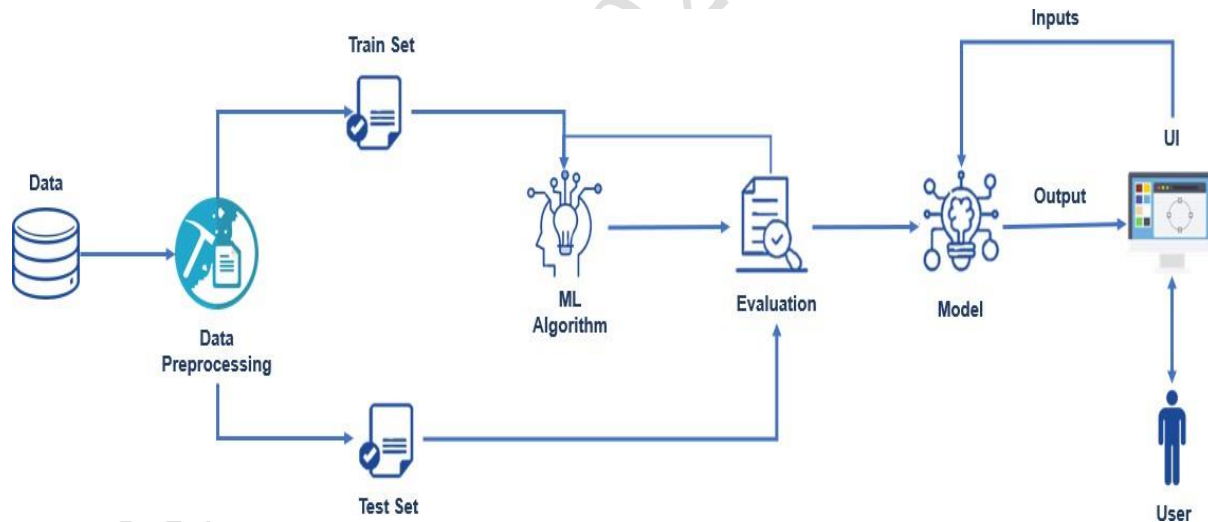 Inputs
Train Set
UI
Data
Output
ML
Algorithm
Evaluation
Model
Data
Preprocessing
Test Set
User